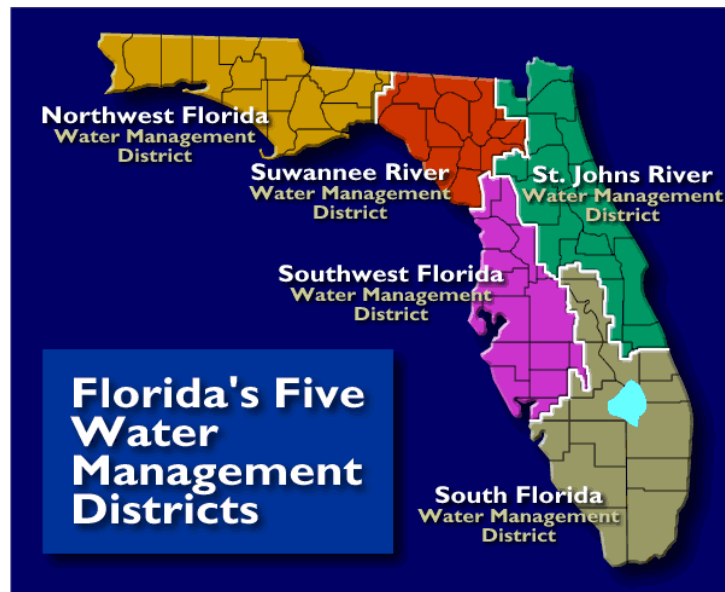 Northwest Florida
Water Management
District
Suwannee River
Water Management
District
St. Johns River
Water Management
District
Southwest Florida
Water Management
District
Florida's Five
Water
Management
Districts
South Florida
Water Management
District